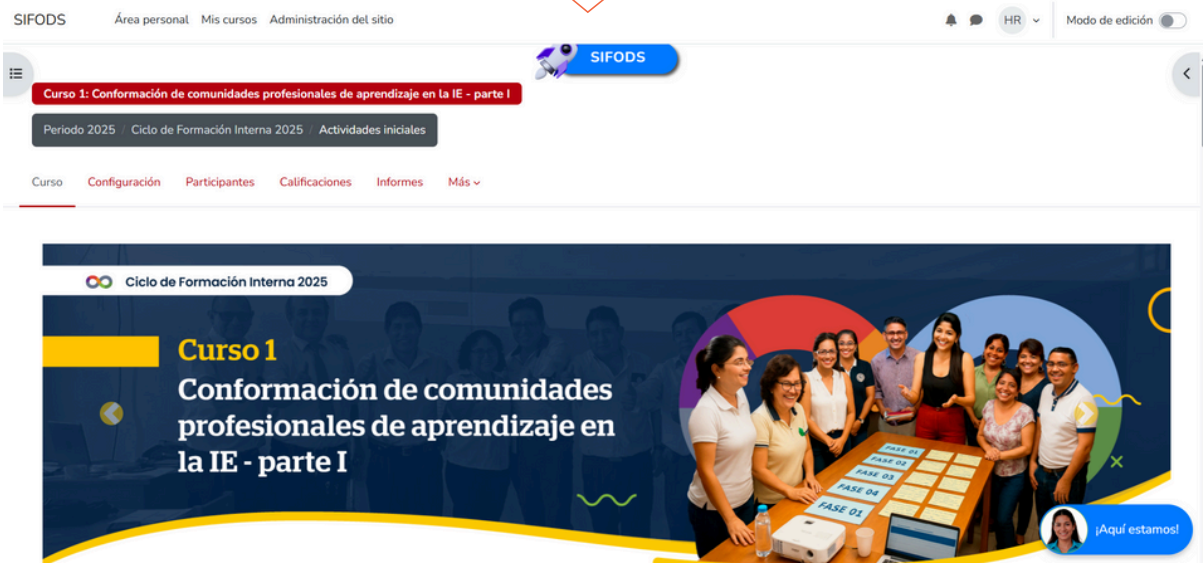 SIFODS
Área personal
Mis cursos
Administración del sitio
HR
Modo de edición
SIFODS
Curso 1: Conformación de comunidades profesionales de aprendizaje en la IE - parte I
Periodo 2025 / Ciclo de Formación Interna 2025 / Actividades iniciales
Curso
Configuración
Participantes
Calificaciones
Informes
Más
Ciclo de Formación Interna 2025
Curso 1
Conformación de comunidades
profesionales de aprendizaje en
la IE - parte I
FASE 01
FASE 02
FASE 03
FASE 04
FASE 01
¡Aquí estamos!